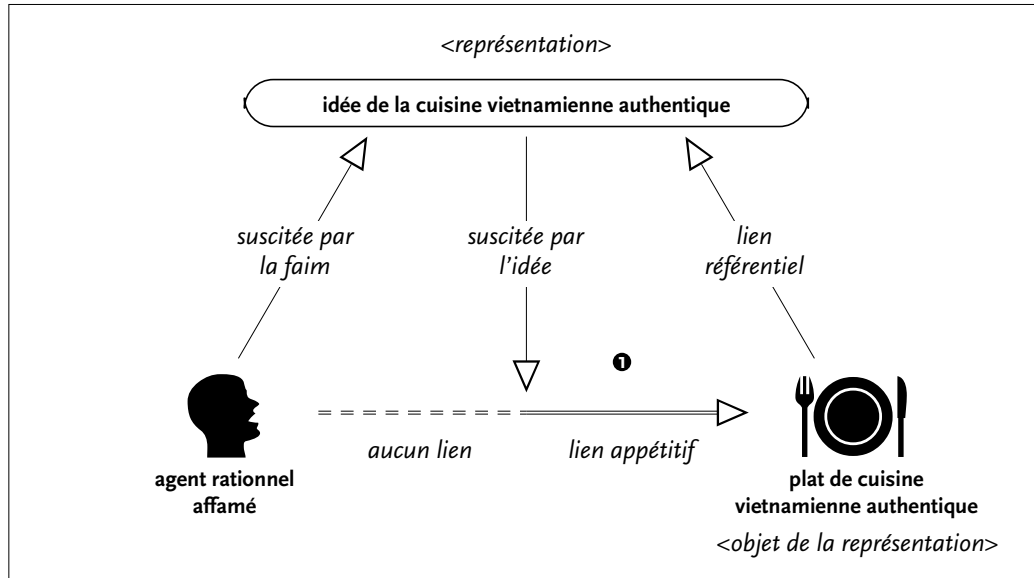 <représentation>
idée de la cuisine vietnamienne authentique
suscitée par
la faim
suscitée par
l'idée
lien
référentiel
❶
aucun lien
lien appétitif
agent rationnel
affamé
plat de cuisine
vietnamienne authentique
<objet de la représentation>